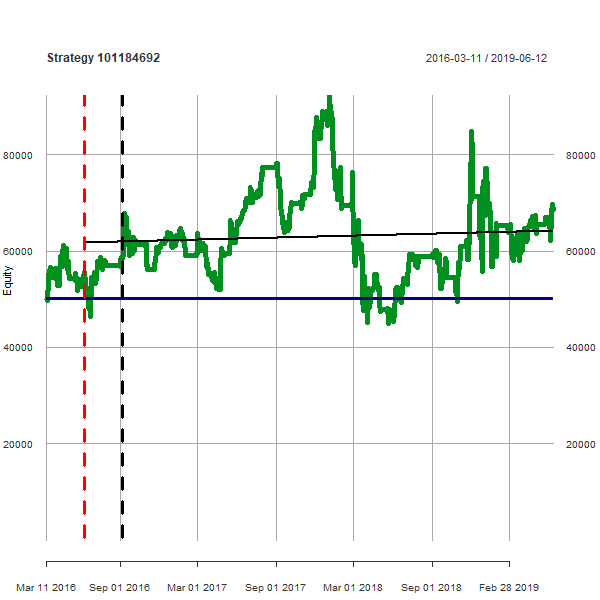 Strategy 101184692 2016-03-11 / 2019-06-12
80000 80000
60000 60000
Equity
40000 40000
20000 20000
Mar 11 2016 Sep 01 2016 Mar 01 2017 Sep 01 2017 Mar 01 2018 Sep 01 2018 Feb 28 2019